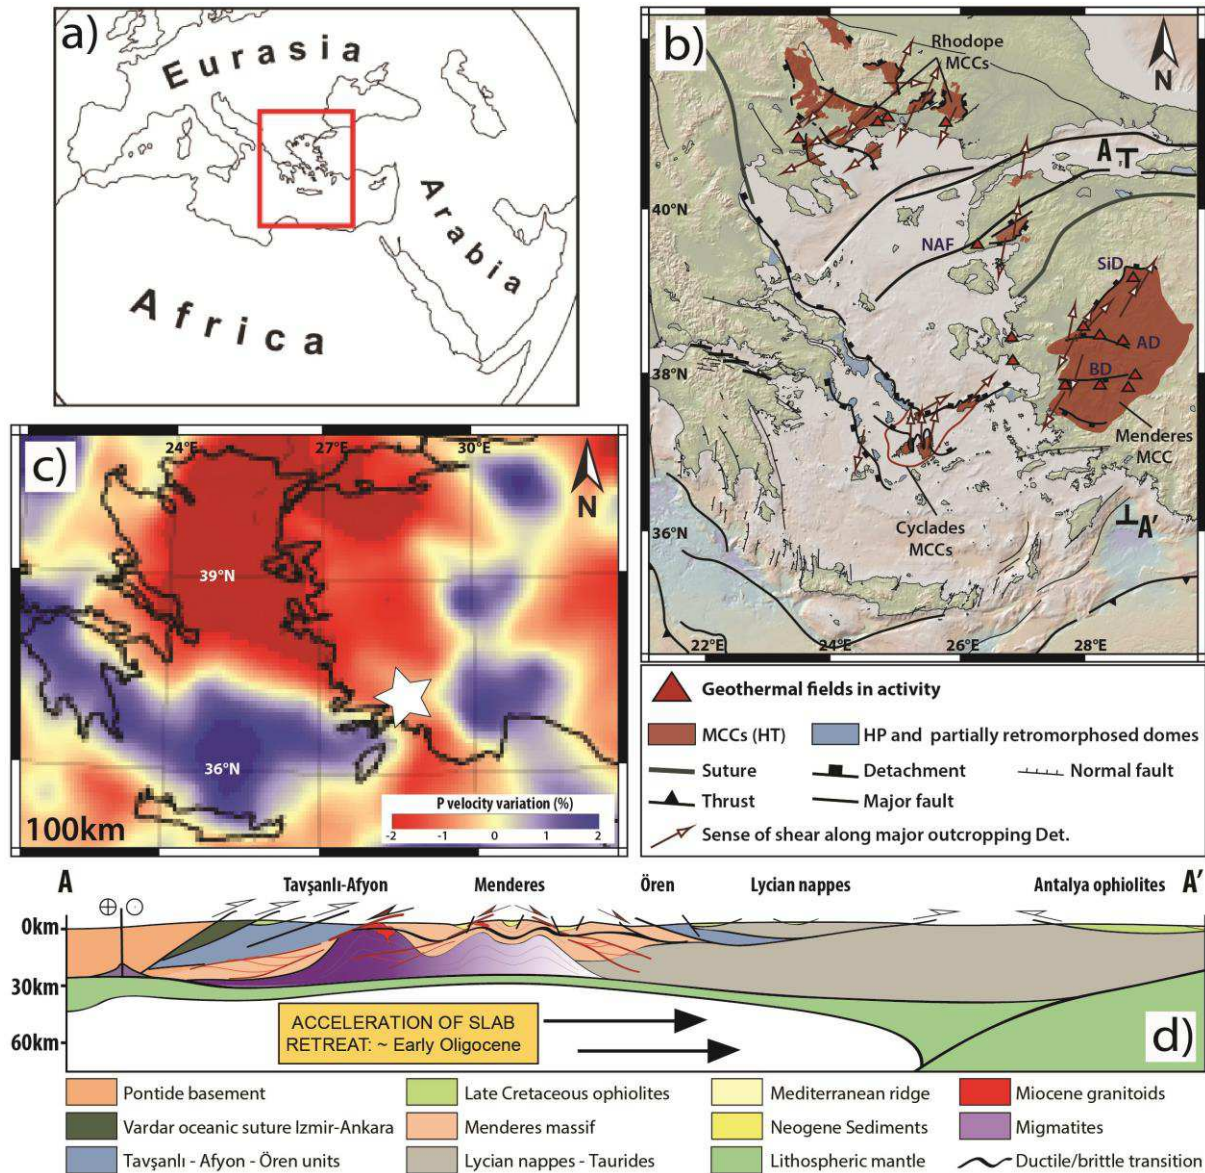 a)
Eurasia
Africa
Arabia
b)
Rhodope
MCCs
N
A
40°N
NAF
SiD
AD
38°N
BD
Menderes
MCC
Cyclades
MCCs
36°N
A'
22°E
24°E
26°E
28°E
c)
24°E
27°E
30°E
N
39°N
36°N
100km
P velocity variation (%)
-2
-1
0
1
2
Geothermal fields in activity
MCCs (HT)
HP and partially retromorphosed domes
Suture
Detachment
Normal fault
Thrust
Major fault
Sense of shear along major outcropping Det.
A
Tavşanlı-Afyon
Menderes
Ören
Lycian nappes
Antalya ophiolites
A'
0km
30km
60km
ACCELERATION OF SLAB
RETREAT: ~ Early Oligocene
d)
Pontide basement
Late Cretaceous ophiolites
Mediterranean ridge
Miocene granitoids
Vardar oceanic suture Izmir-Ankara
Menderes massif
Neogene Sediments
Migmatites
Tavşanlı - Afyon - Ören units
Lycian nappes - Taurides
Lithospheric mantle
Ductile/brittle transition